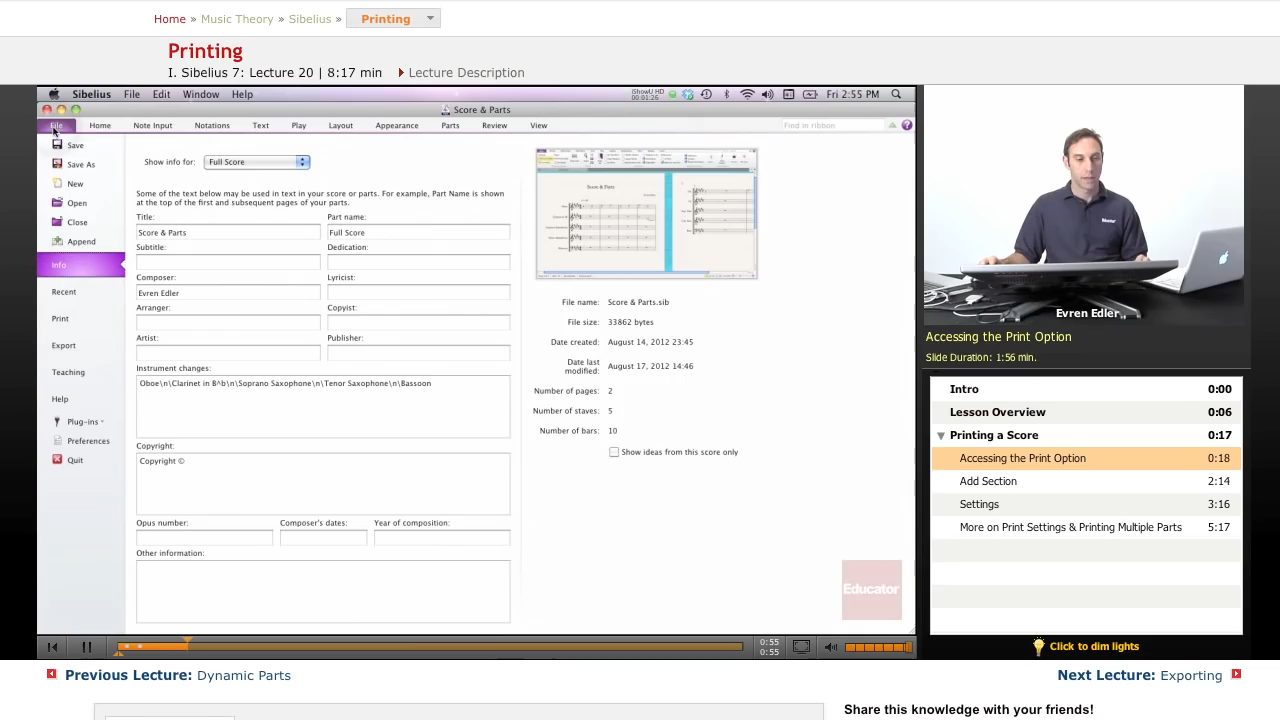 Home » Music Theory » Sibelius » Printing
Printing
I. Sibelius 7: Lecture 20 | 8:17 min Lecture Description
Sibelius File Edit Window Help
iShowU HD
00:01:26
Fri 2:55 PM
Score & Parts
File Home Note Input Notations Text Play Layout Appearance Parts Review View
Find in ribbon
Save
Save As
New
Open
Close
Append
Info
Recent
Print
Export
Teaching
Help
Plug-ins
Preferences
Quit
Show info for: Full Score
Some of the text below may be used in text in your score or parts. For example, Part Name is shown
at the top of the first and subsequent pages of your parts.
Title: Part name:
Score & Parts Full Score
Subtitle: Dedication:
Composer: Lyricist:
Evren Edler
Arranger: Copyist:
Artist: Publisher:
Instrument changes:
Oboe\n\Clarinet in B^b\n\Soprano Saxophone\n\Tenor Saxophone\n\Bassoon
Copyright:
Copyright ©
Opus number: Composer's dates: Year of composition:
Other information:
Score & Parts
File name: Score & Parts.sib
File size: 33862 bytes
Date created: August 14, 2012 23:45
Date last
modified: August 17, 2012 14:46
Number of pages: 2
Number of staves: 5
Number of bars: 10
Show ideas from this score only
Educator
0:55
0:55
Evren Edler
Accessing the Print Option
Slide Duration: 1:56 min.
Intro 0:00
Lesson Overview 0:06
Printing a Score 0:17
Accessing the Print Option 0:18
Add Section 2:14
Settings 3:16
More on Print Settings & Printing Multiple Parts 5:17
Click to dim lights
Previous Lecture: Dynamic Parts
Next Lecture: Exporting
Share this knowledge with your friends!